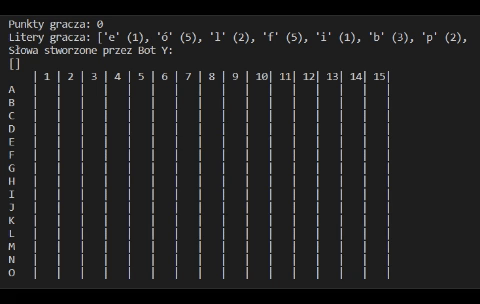 Punkty gracza: 0
Litery gracza: ['e' (1), 'ó' (5), 'l' (2), 'f' (5), 'i' (1), 'b' (3), 'p' (2),
Słowa stworzone przez Bot Y:
[]
| 1 | 2 | 3 | 4 | 5 | 6 | 7 | 8 | 9 | 10| 11| 12| 13| 14| 15|
A | | | | | | | | | | | | | | | |
B | | | | | | | | | | | | | | | |
C | | | | | | | | | | | | | | | |
D | | | | | | | | | | | | | | | |
E | | | | | | | | | | | | | | | |
F | | | | | | | | | | | | | | | |
G | | | | | | | | | | | | | | | |
H | | | | | | | | | | | | | | | |
I | | | | | | | | | | | | | | | |
J | | | | | | | | | | | | | | | |
K | | | | | | | | | | | | | | | |
L | | | | | | | | | | | | | | | |
M | | | | | | | | | | | | | | | |
N | | | | | | | | | | | | | | | |
O | | | | | | | | | | | | | | | |